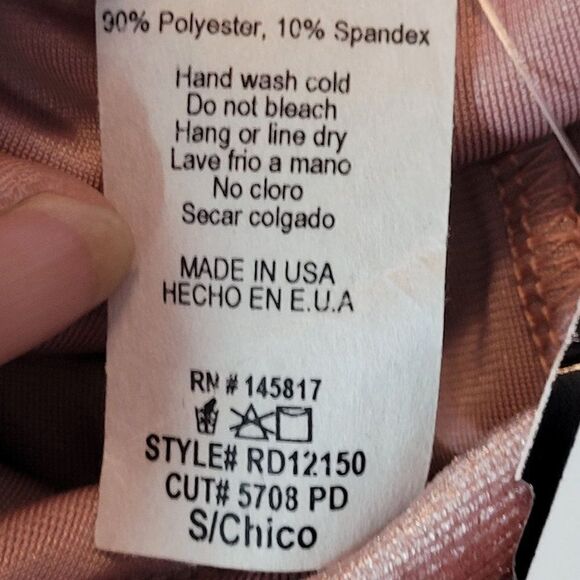 90% Polyester, 10% Spandex
Hand wash cold
Do not bleach
Hang or line dry
Lave frio a mano
No cloro
Secar colgado
MADE IN USA
HECHO EN E.U.A
RN # 145817
STYLE# RD12150
CUT# 5708 PD
S/Chico